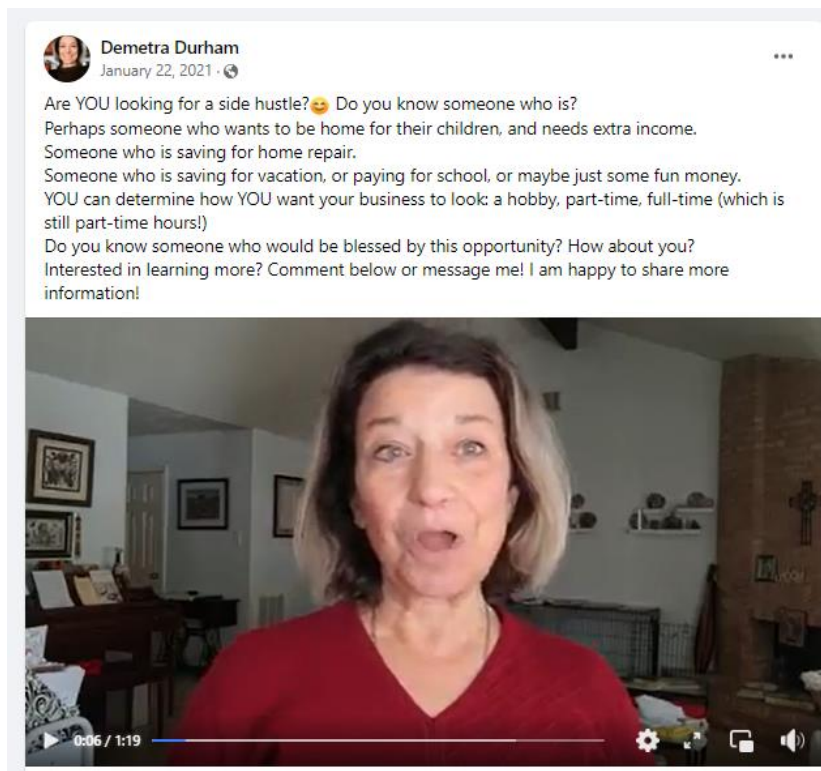 Demetra Durham
January 22, 2021 ·
Are YOU looking for a side hustle?😊 Do you know someone who is?
Perhaps someone who wants to be home for their children, and needs extra income.
Someone who is saving for home repair.
Someone who is saving for vacation, or paying for school, or maybe just some fun money.
YOU can determine how YOU want your business to look: a hobby, part-time, full-time (which is
still part-time hours!)
Do you know someone who would be blessed by this opportunity? How about you?
Interested in learning more? Comment below or message me! I am happy to share more
information!
0:06 / 1:19